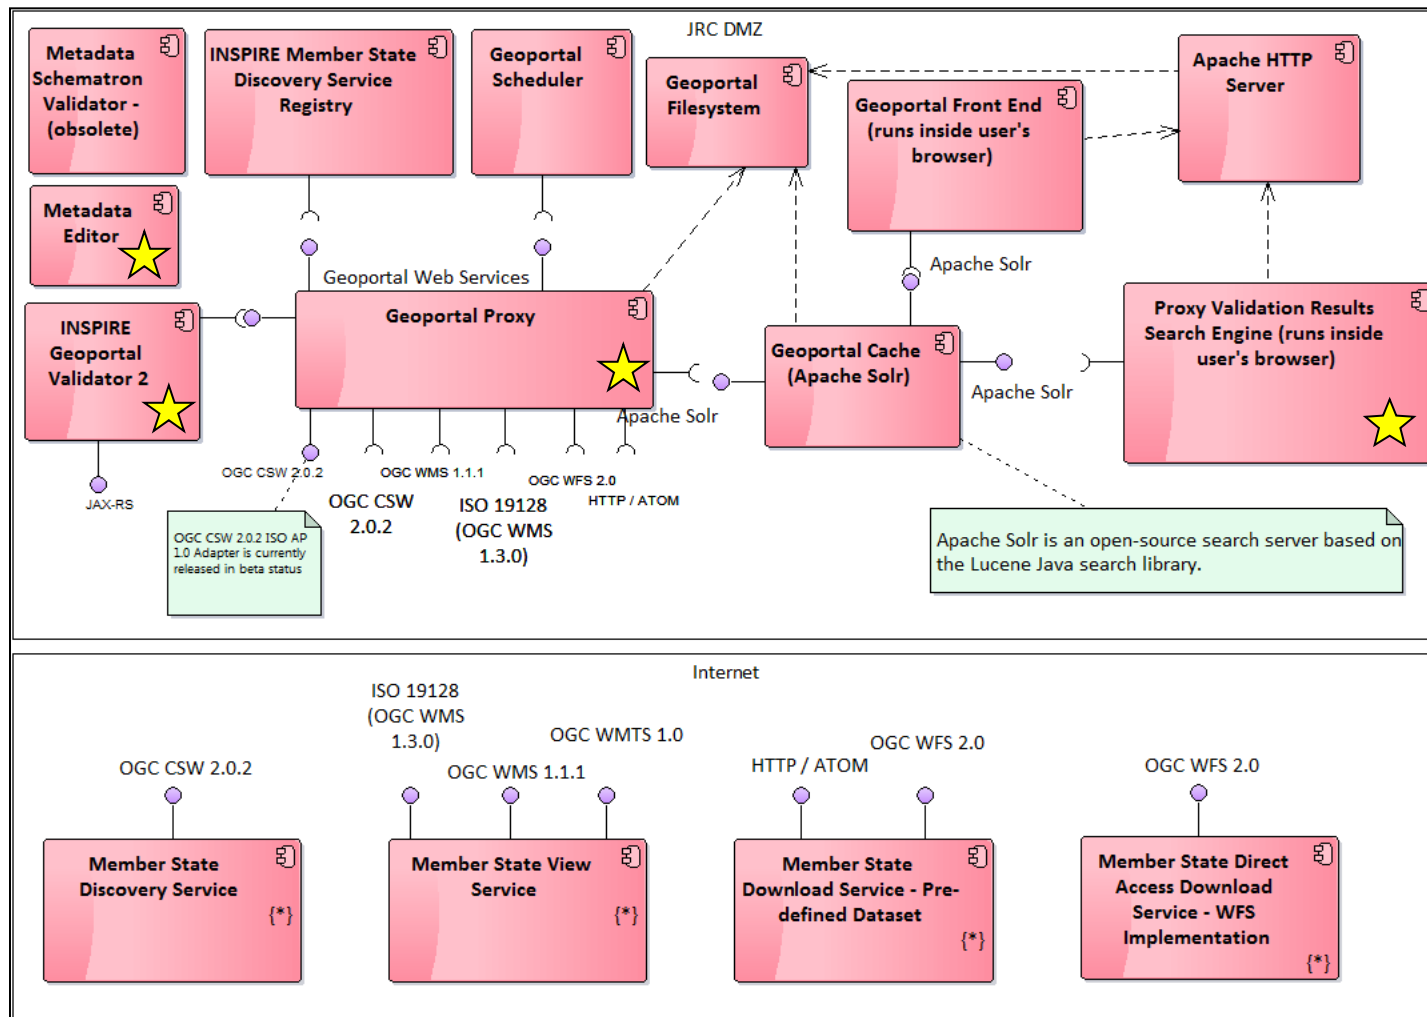 JRC DMZ
Metadata
Schematron
Validator -
(obsolete)
INSPIRE Member State
Discovery Service
Registry
Geoportal
Scheduler
Geoportal
Filesystem
Geoportal Front End
(runs inside user's
browser)
Apache HTTP
Server
Metadada
Editor
Geoportal Web Services
Apache Solr
INSPIRE
Geoportal
Validator 2
Geoportal Proxy
Geoportal Cache
(Apache Solr)
Proxy Validation Results
Search Engine (runs inside
user's browser)
Apache Solr
Apache Solr
JAX-RS
OGC CSW 2.0.2
OGC CSW
2.0.2
OGC WMS 1.1.1
ISO 19128
(OGC WMS
1.3.0)
OGC WFS 2.0
HTTP / ATOM
OGC CSW 2.0.2 ISO AP
1.0 Adapter is currently
released in beta status
Apache Solr is an open-source search server based on
the Lucene Java search library.
Internet
OGC CSW 2.0.2
ISO 19128
(OGC WMS
1.3.0)
OGC WMS 1.1.1
OGC WMTS 1.0
HTTP / ATOM
OGC WFS 2.0
OGC WFS 2.0
Member State
Discovery Service
{*}
Member State View
Service
{*}
Member State
Download Service - Pre-
defined Dataset
{*}
Member State Direct
Access Download
Service - WFS
Implementation
{*}